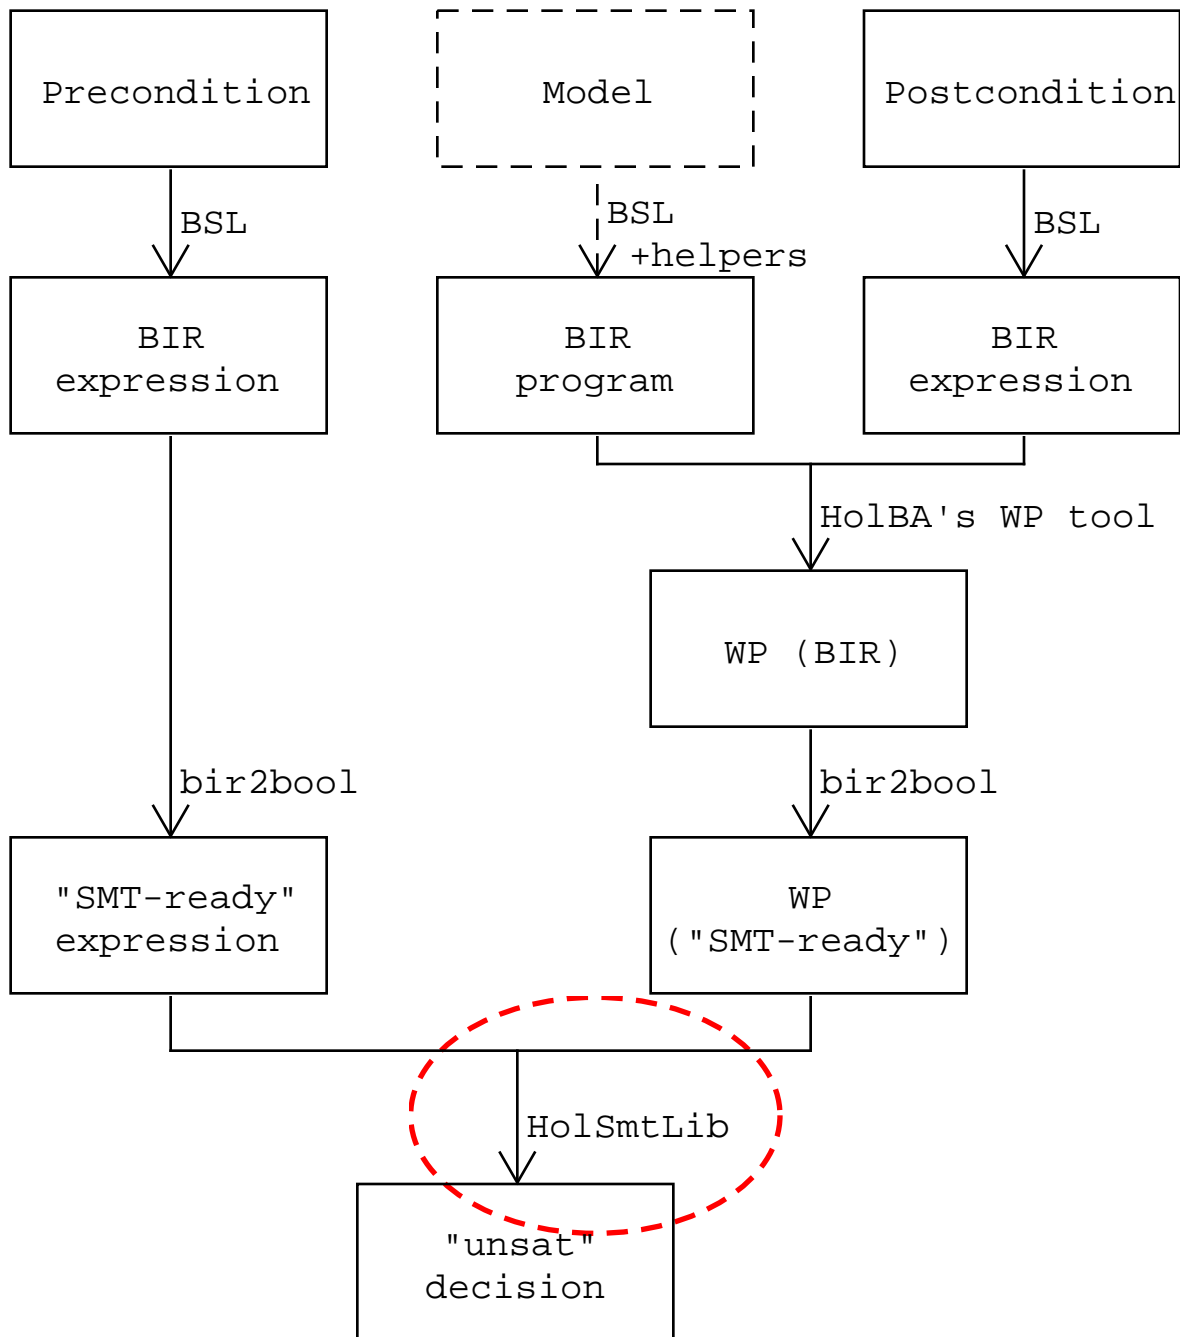 Precondition
Model
Postcondition
BSL
BSL
+helpers
BSL
BIR
expression
BIR
program
BIR
expression
HolBA's WP tool
WP (BIR)
bir2bool
bir2bool
"SMT-ready"
expression
WP
("SMT-ready")
HolSmtLib
"unsat"
decision